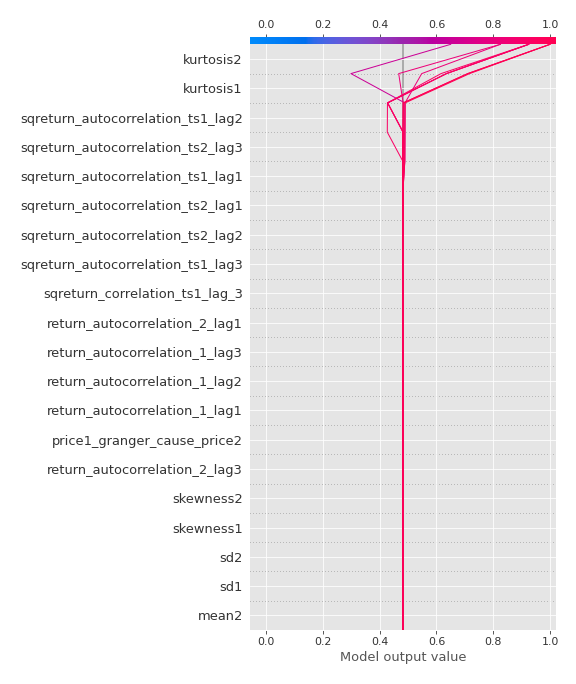 0.0 0.2 0.4 0.6 0.8 1.0
kurtosis2
kurtosis1
sqreturn_autocorrelation_ts1_lag2
sqreturn_autocorrelation_ts2_lag3
sqreturn_autocorrelation_ts1_lag1
sqreturn_autocorrelation_ts2_lag1
sqreturn_autocorrelation_ts2_lag2
sqreturn_autocorrelation_ts1_lag3
sqreturn_correlation_ts1_lag_3
return_autocorrelation_2_lag1
return_autocorrelation_1_lag3
return_autocorrelation_1_lag2
return_autocorrelation_1_lag1
price1_granger_cause_price2
return_autocorrelation_2_lag3
skewness2
skewness1
sd2
sd1
mean2
0.0 0.2 0.4 0.6 0.8 1.0
Model output value